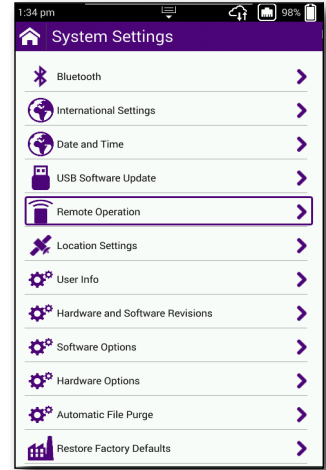 1:34 pm
98%
System Settings
Bluetooth
International Settings
Date and Time
USB Software Update
Remote Operation
Location Settings
User Info
Hardware and Software Revisions
Software Options
Hardware Options
Automatic File Purge
Restore Factory Defaults